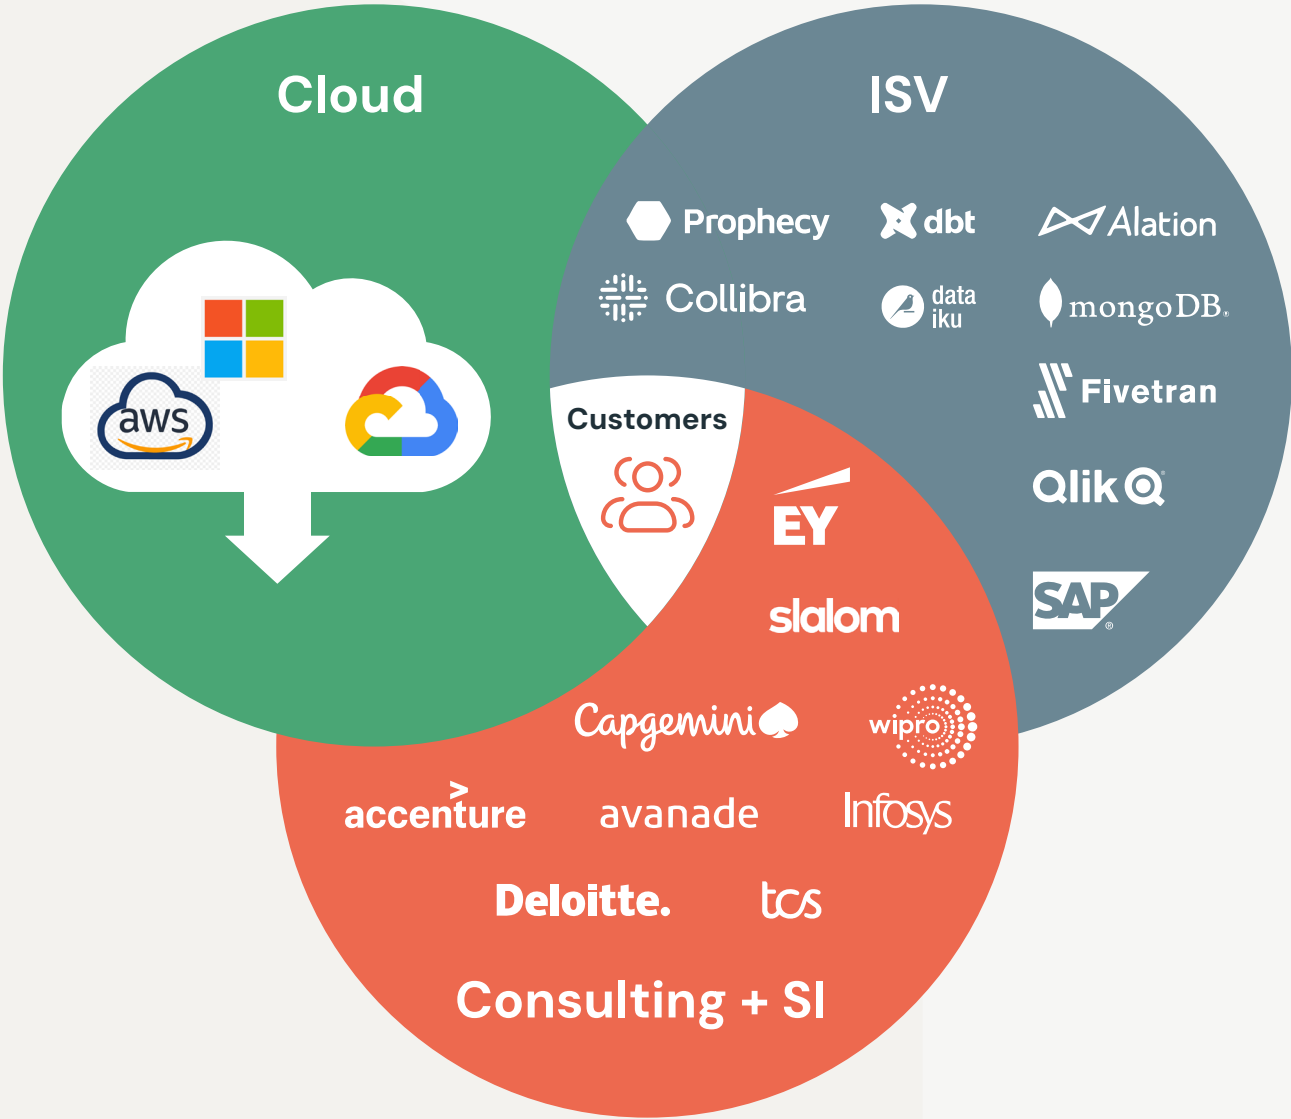 Cloud
ISV
Prophecy
dbt
Alation
Collibra
data
iku
mongoDB®
Fivetran
Qlik
SAP®
aws
Customers
EY
slalom
Capgemini
wipro
accenture
avanade
Infosys
Deloitte.
tcs
Consulting + SI